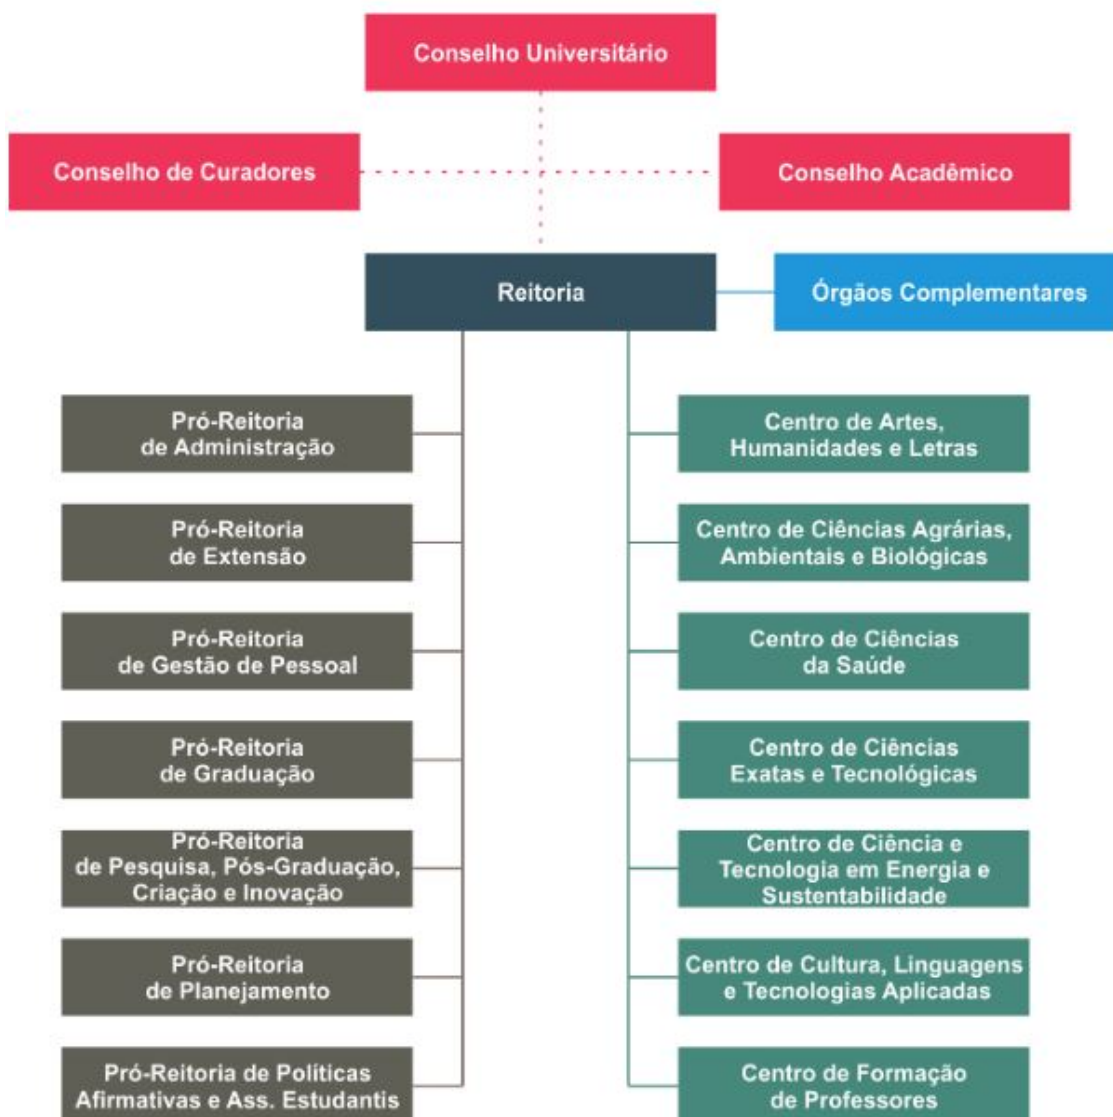 Conselho Universitário
Conselho de Curadores
Conselho Acadêmico
Reitoria
Órgãos Complementares
Pró-Reitoria
de Administração
Pró-Reitoria
de Extensão
Pró-Reitoria
de Gestão de Pessoal
Pró-Reitoria
de Graduação
Pró-Reitoria
de Pesquisa, Pós-Graduação,
Criação e Inovação
Pró-Reitoria
de Planejamento
Pró-Reitoria de Políticas
Afirmativas e Ass. Estudantis
Centro de Artes,
Humanidades e Letras
Centro de Ciências Agrárias,
Ambientais e Biológicas
Centro de Ciências
da Saúde
Centro de Ciências
Exatas e Tecnológicas
Centro de Ciência e
Tecnologia em Energia e
Sustentabilidade
Centro de Cultura, Linguagens
e Tecnologias Aplicadas
Centro de Formação
de Professores